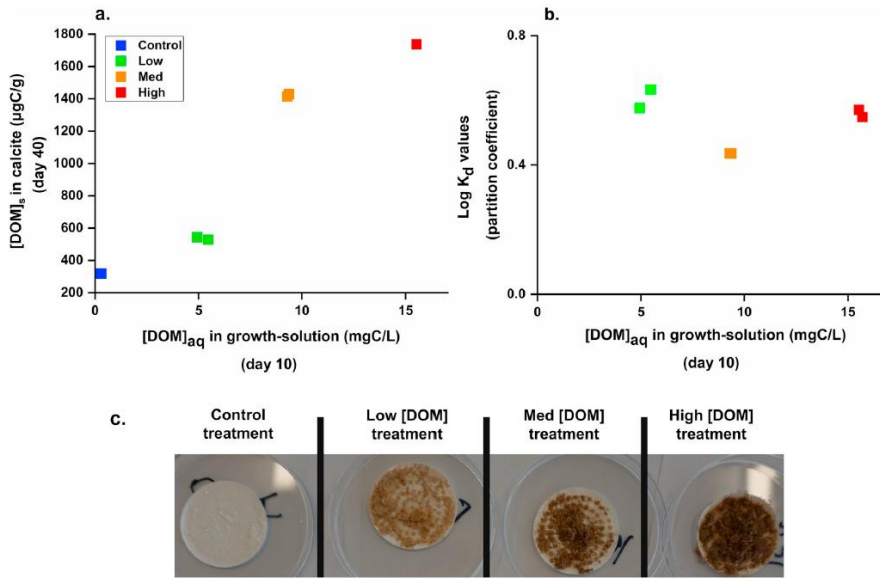 a.
1800
1600
1400
1200
1000
800
600
400
200
Control
Low
Med
High
[DOM]s in calcite (µgC/g)
(day 40)
0
5
10
15
[DOM]aq in growth-solution (mgC/L)
(day 10)
b.
0.8
0.4
0.0
Log Kd values
(partition coefficient)
0
5
10
15
[DOM]aq in growth-solution (mgC/L)
(day 10)
c.
Control
treatment
Low [DOM]
treatment
Med [DOM]
treatment
High [DOM]
treatment